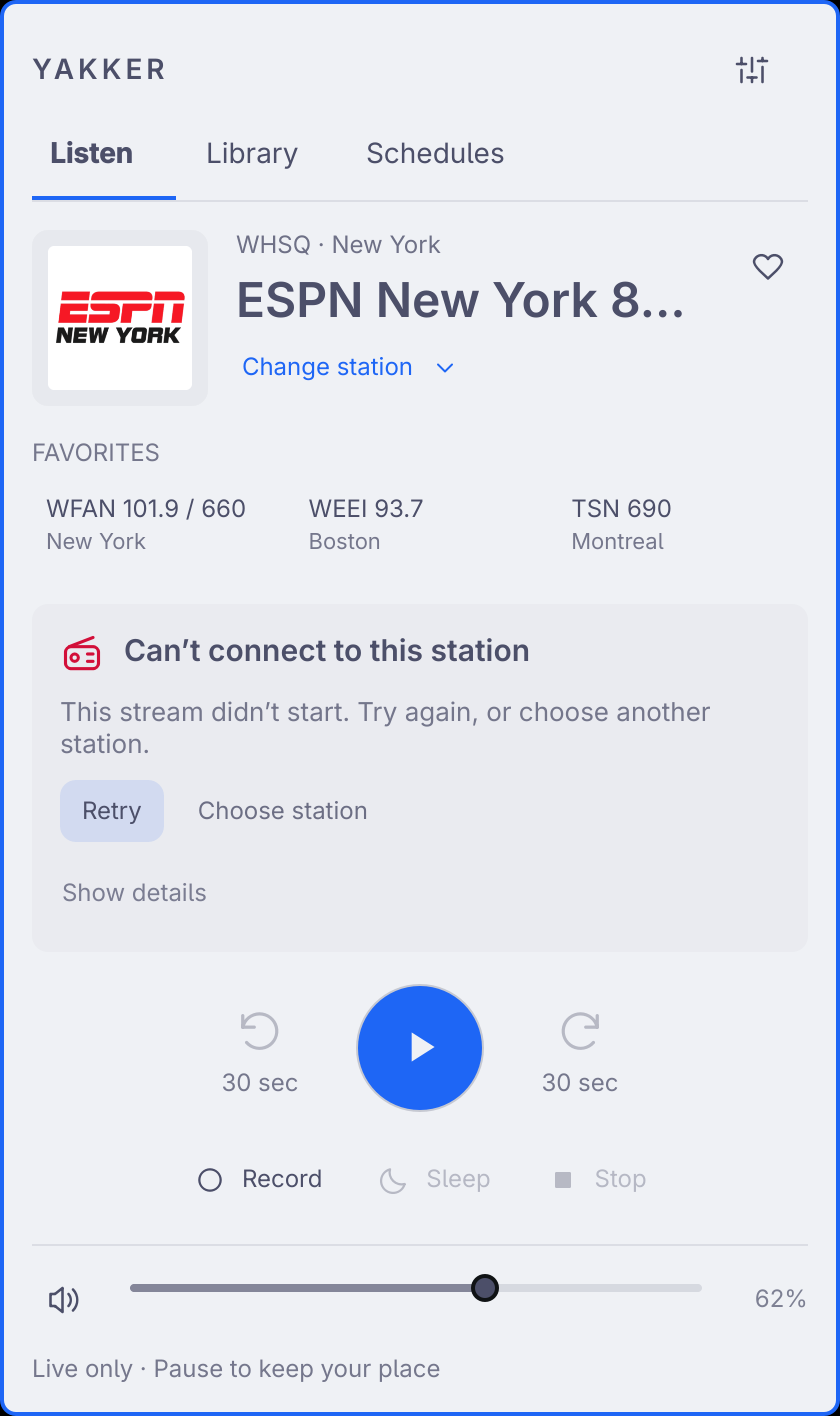 YAKKER
Listen
Library
Schedules
ESPN
NEW YORK
WHSQ · New York
ESPN New York 8...
Change station
FAVORITES
WFAN 101.9 / 660
New York
WEEI 93.7
Boston
TSN 690
Montreal
Can’t connect to this station
This stream didn’t start. Try again, or choose another
station.
Retry
Choose station
Show details
30 sec
30 sec
Record
Sleep
Stop
62%
Live only · Pause to keep your place